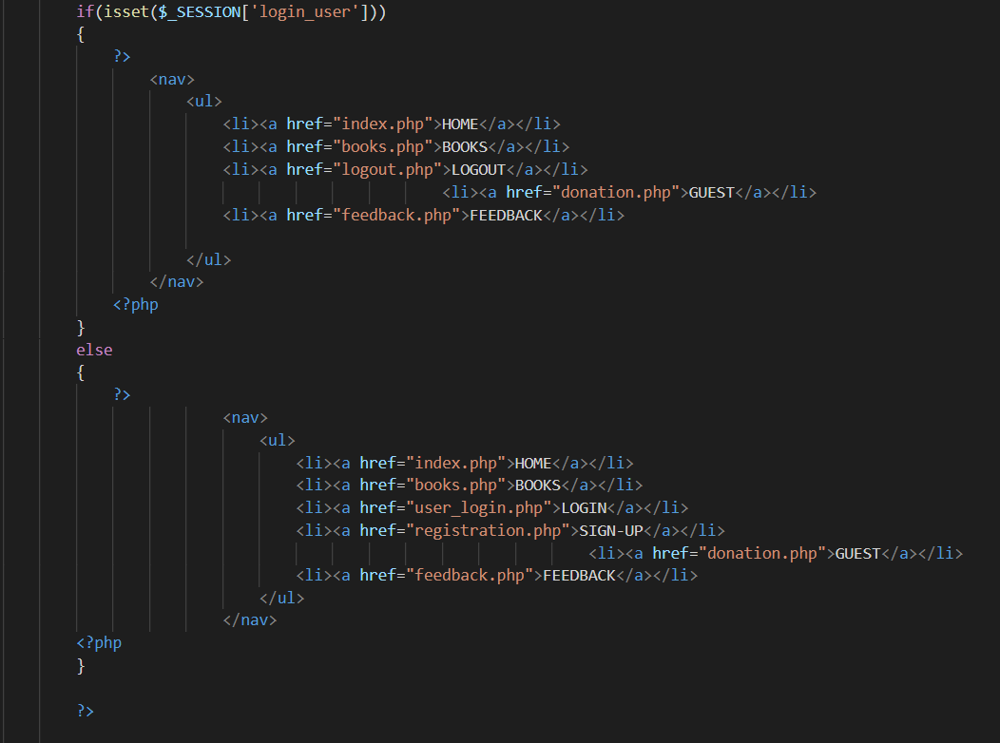 if(isset($_SESSION['login_user']))
{
?>
<nav>
<ul>
<li><a href="index.php">HOME</a></li>
<li><a href="books.php">BOOKS</a></li>
<li><a href="logout.php">LOGOUT</a></li>
<li><a href="donation.php">GUEST</a></li>
<li><a href="feedback.php">FEEDBACK</a></li>
</ul>
</nav>
<?php
}
else
{
?>
<nav>
<ul>
<li><a href="index.php">HOME</a></li>
<li><a href="books.php">BOOKS</a></li>
<li><a href="user_login.php">LOGIN</a></li>
<li><a href="registration.php">SIGN-UP</a></li>
<li><a href="donation.php">GUEST</a></li>
<li><a href="feedback.php">FEEDBACK</a></li>
</ul>
</nav>
<?php
}
?>